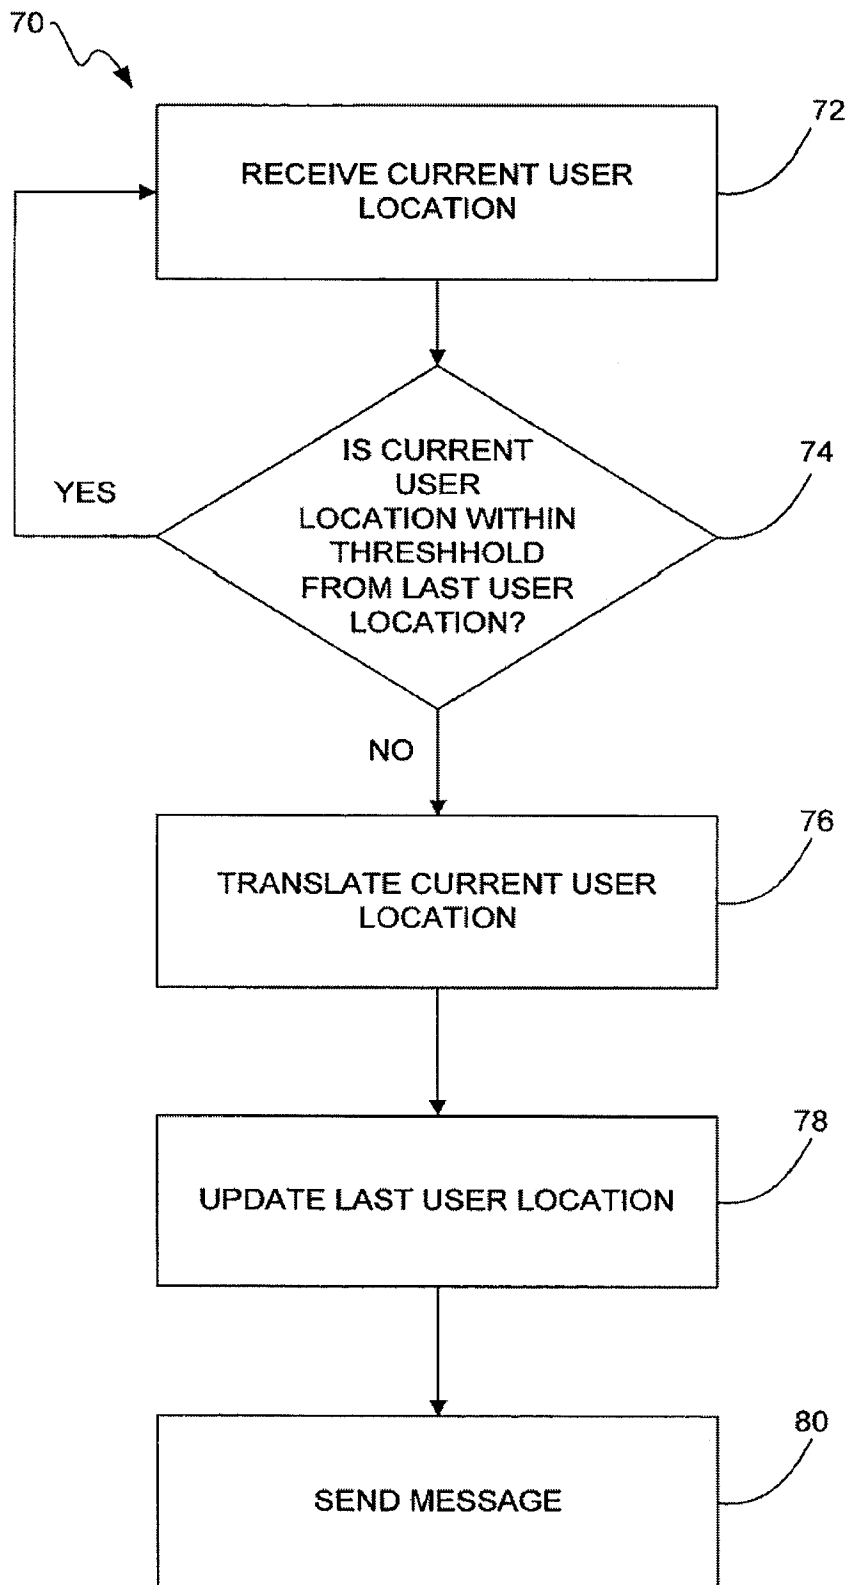 70
72
RECEIVE CURRENT USER
LOCATION
74
IS CURRENT
USER
LOCATION WITHIN
THRESHHOLD
FROM LAST USER
LOCATION?
YES
NO
76
TRANSLATE CURRENT USER
LOCATION
78
UPDATE LAST USER LOCATION
80
SEND MESSAGE